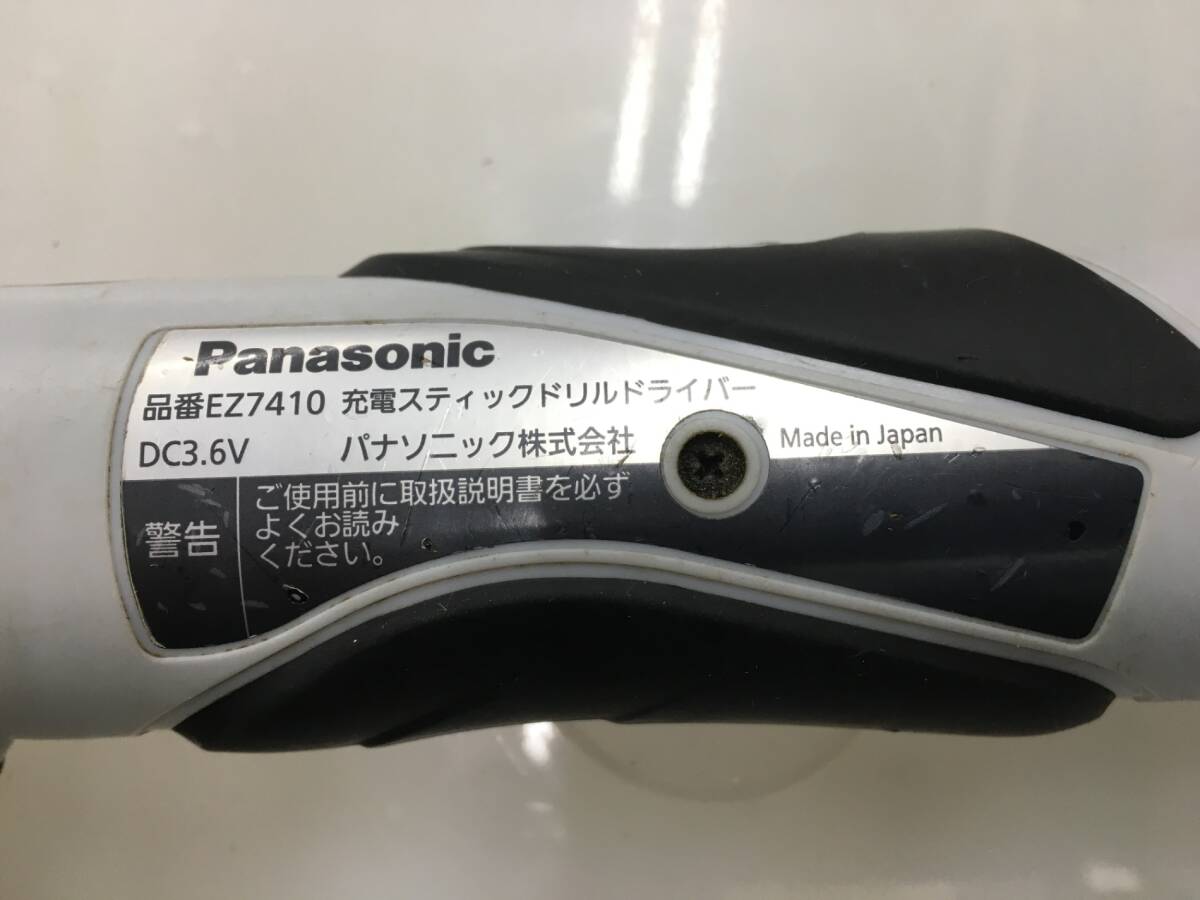 Panasonic
品番EZ7410 充電スティックドリルドライバー
DC3.6V パナソニック株式会社 Made in Japan
警告
ご使用前に取扱説明書を必ず
よくお読み
ください。